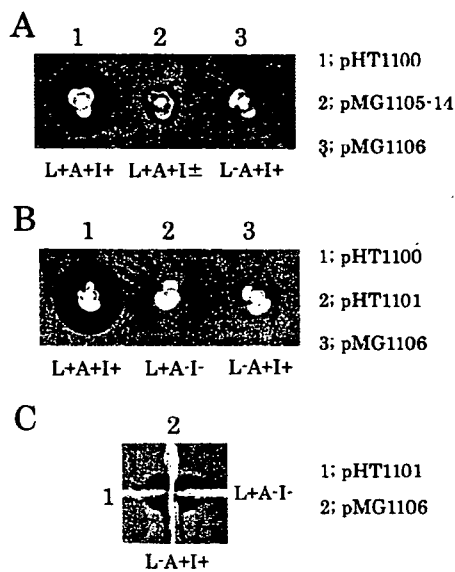 A
1 2 3
1; pHT1100
2; pMG1105-14
3; pMG1106
L+A+I+ L+A+I± L-A+I+
B
1 2 3
1; pHT1100
2; pHT1101
3; pMG1106
L+A+I+ L+A-I- L-A+I+
C
2
1 L+A-I-
1; pHT1101
2; pMG1106
L-A+I+